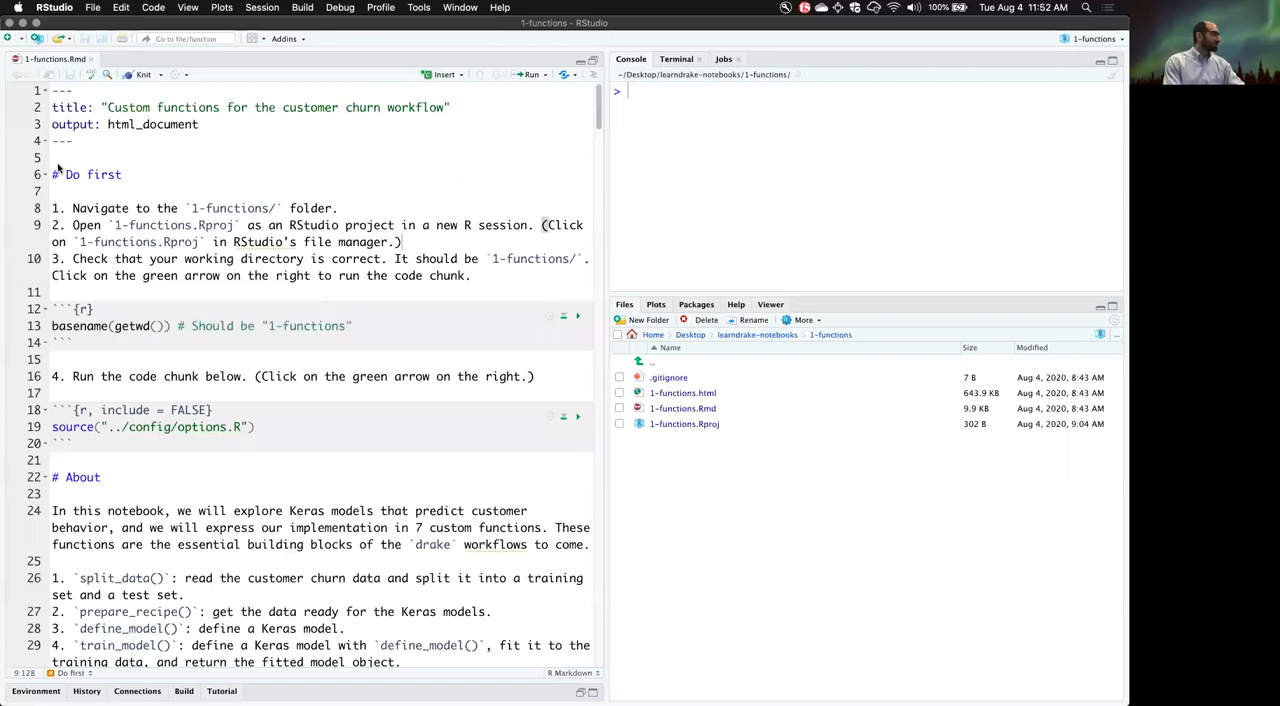 RStudio File Edit Code View Plots Session Build Debug Profile Tools Window Help 100% Tue Aug 4 11:52 AM
1-functions - RStudio
Go to file/function Addins 1-functions
1-functions.Rmd
Knit Insert Run
1 ---
2 title: "Custom functions for the customer churn workflow"
3 output: html_document
4 ---
5
6 # Do first
7
8 1. Navigate to the `1-functions/` folder.
9 2. Open `1-functions.Rproj` as an RStudio project in a new R session. (Click
on `1-functions.Rproj` in RStudio's file manager.)
10 3. Check that your working directory is correct. It should be `1-functions/`.
Click on the green arrow on the right to run the code chunk.
11
12 ```{r}
13 basename(getwd()) # Should be "1-functions"
14 ```
15
16 4. Run the code chunk below. (Click on the green arrow on the right.)
17
18 ```{r, include = FALSE}
19 source("../config/options.R")
20 ```
21
22 # About
23
24 In this notebook, we will explore Keras models that predict customer
behavior, and we will express our implementation in 7 custom functions. These
functions are the essential building blocks of the `drake` workflows to come.
25
26 1. `split_data()`: read the customer churn data and split it into a training
set and a test set.
27 2. `prepare_recipe()`: get the data ready for the Keras models.
28 3. `define_model()`: define a Keras model.
29 4. `train_model()`: define a Keras model with `define_model()`, fit it to the
training data, and return the fitted model object.
9:128 # Do first R Markdown
Environment History Connections Build Tutorial
Console Terminal Jobs
~/Desktop/learndrake-notebooks/1-functions/
>
Files Plots Packages Help Viewer
New Folder Delete Rename More
Home Desktop learndrake-notebooks 1-functions ...
Name Size Modified
..
.gitignore 7 B Aug 4, 2020, 8:43 AM
1-functions.html 643.9 KB Aug 4, 2020, 8:43 AM
1-functions.Rmd 9.9 KB Aug 4, 2020, 8:43 AM
1-functions.Rproj 302 B Aug 4, 2020, 9:04 AM